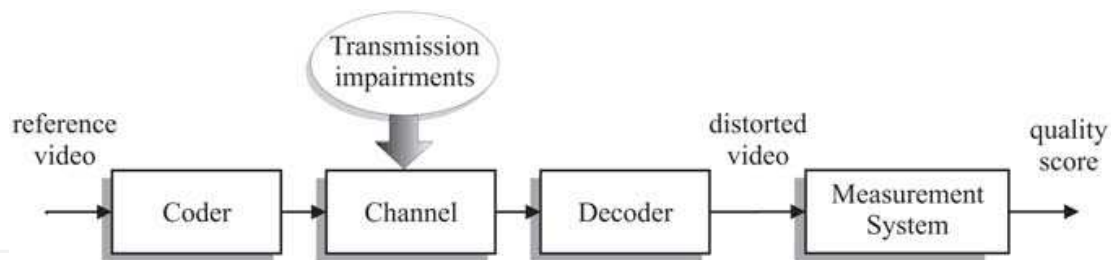 Transmission
impairments
reference
video
distorted
video
quality
score
Coder
Channel
Decoder
Measurement
System